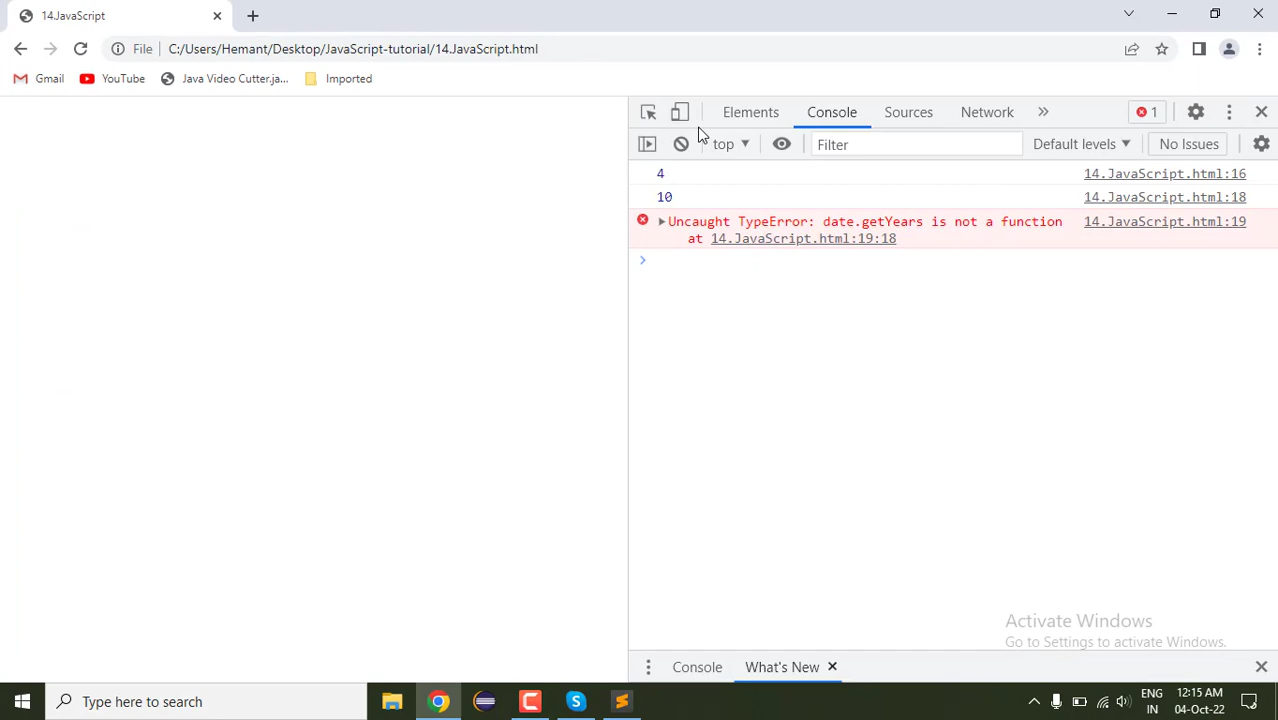 14.JavaScript
File C:/Users/Hemant/Desktop/JavaScript-tutorial/14.JavaScript.html
Gmail YouTube Java Video Cutter.ja... Imported
Elements Console Sources Network 1
top Filter Default levels No Issues
4 14.JavaScript.html:16
10 14.JavaScript.html:18
Uncaught TypeError: date.getYears is not a function 14.JavaScript.html:19
at 14.JavaScript.html:19:18
Activate Windows
Go to Settings to activate Windows.
Console What's New
Type here to search
ENG 12:15 AM
IN 04-Oct-22